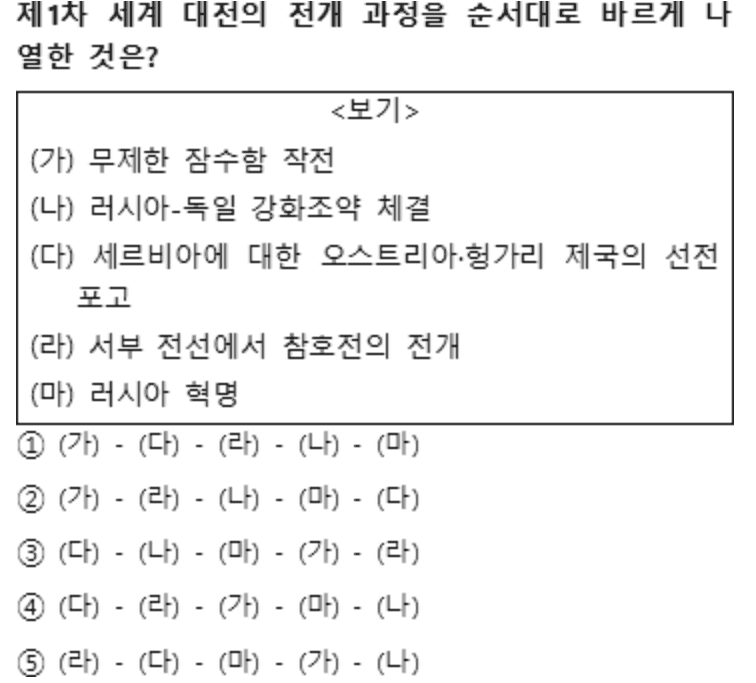 제1차 세계 대전의 전개 과정을 순서대로 바르게 나
열한 것은?
<보기>
(가) 무제한 잠수함 작전
(나) 러시아-독일 강화조약 체결
(다) 세르비아에 대한 오스트리아·헝가리 제국의 선전
포고
(라) 서부 전선에서 참호전의 전개
(마) 러시아 혁명
① (가) - (다) - (라) - (나) - (마)
② (가) - (라) - (나) - (마) - (다)
③ (다) - (나) - (마) - (가) - (라)
④ (다) - (라) - (가) - (마) - (나)
⑤ (라) - (다) - (마) - (가) - (나)